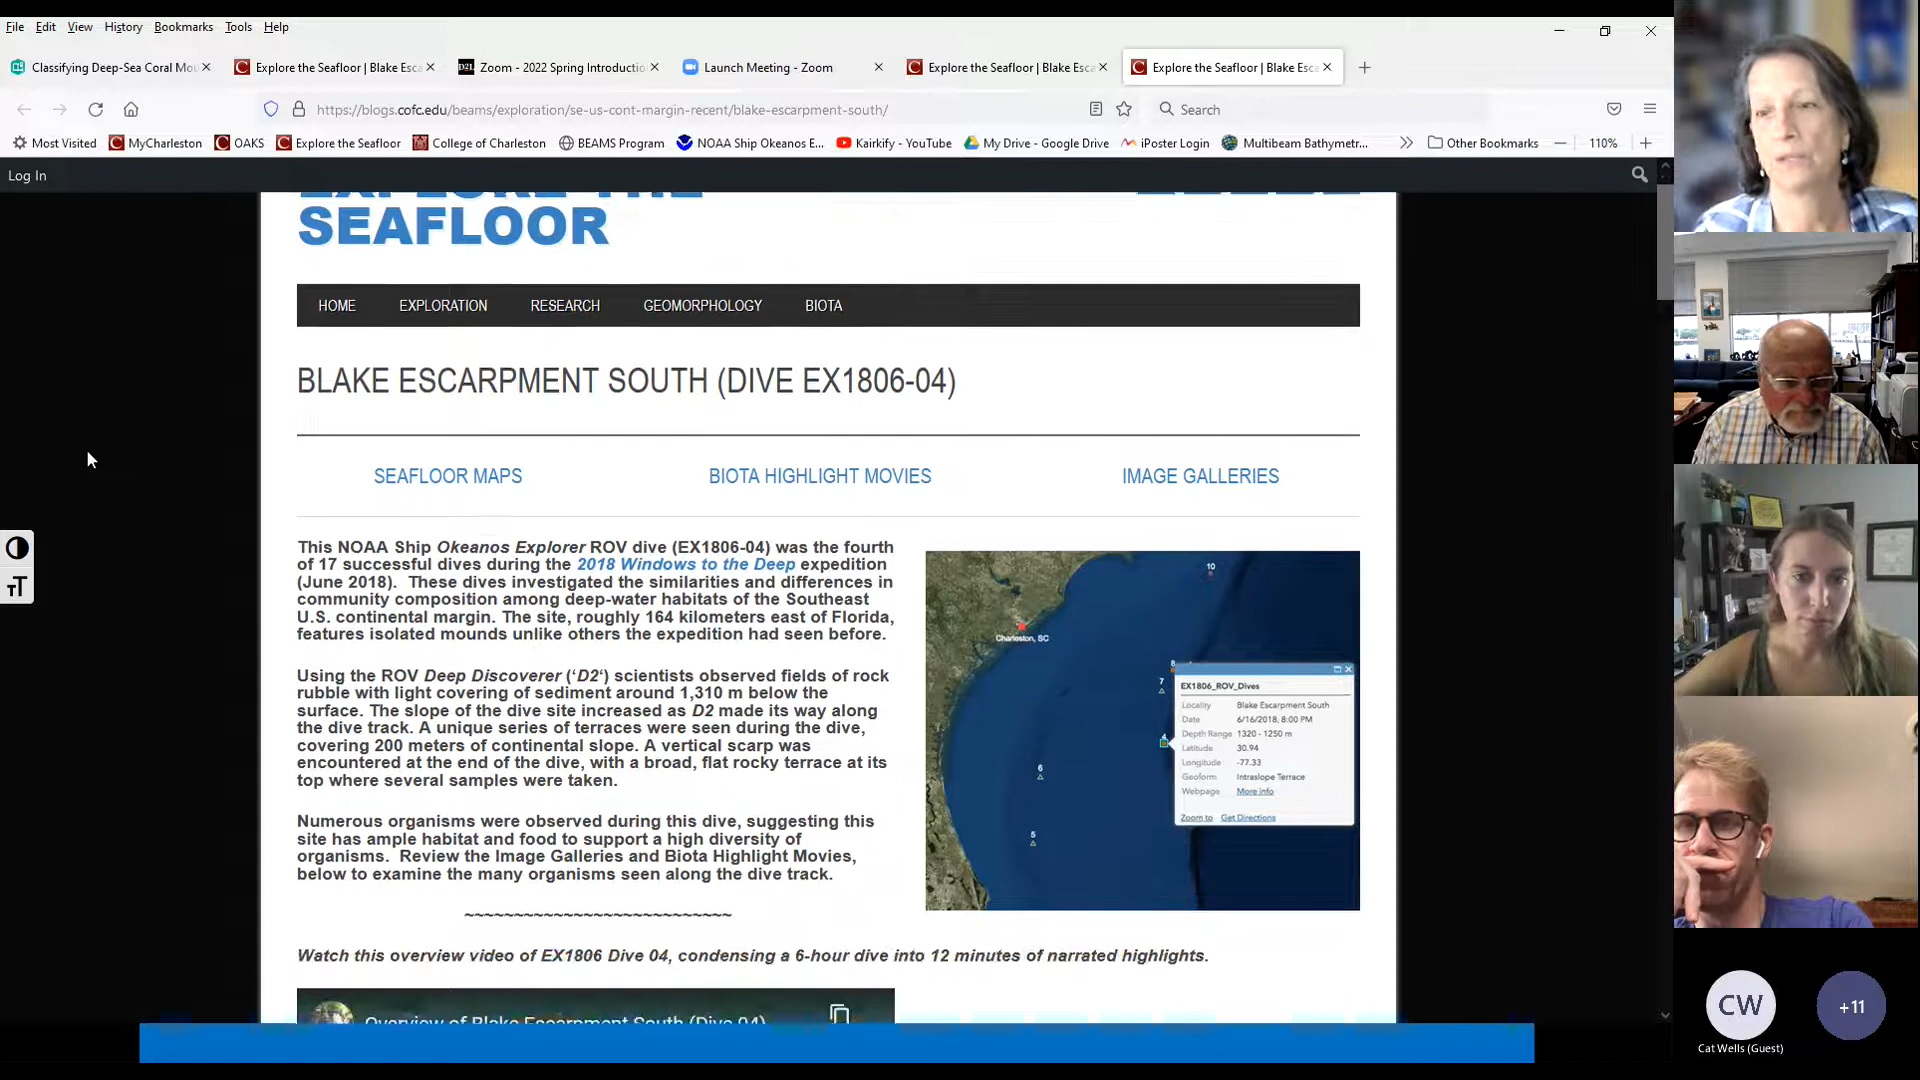 File Edit View History Bookmarks Tools Help
Classifying Deep-Sea Coral Mo
Explore the Seafloor | Blake Esca
Zoom - 2022 Spring Introductio
Launch Meeting - Zoom
Explore the Seafloor | Blake Esca
Explore the Seafloor | Blake Esca
https://blogs.cofc.edu/beams/exploration/se-us-cont-margin-recent/blake-escarpment-south/
Search
Most Visited MyCharleston OAKS Explore the Seafloor College of Charleston BEAMS Program NOAA Ship Okeanos E... Kairkify - YouTube My Drive - Google Drive iPoster Login Multibeam Bathymetr... Other Bookmarks 110%
Log In
EXPLORE THE
SEAFLOOR
HOME EXPLORATION RESEARCH GEOMORPHOLOGY BIOTA
BLAKE ESCARPMENT SOUTH (DIVE EX1806-04)
SEAFLOOR MAPS BIOTA HIGHLIGHT MOVIES IMAGE GALLERIES
This NOAA Ship Okeanos Explorer ROV dive (EX1806-04) was the fourth
of 17 successful dives during the 2018 Windows to the Deep expedition
(June 2018). These dives investigated the similarities and differences in
community composition among deep-water habitats of the Southeast
U.S. continental margin. The site, roughly 164 kilometers east of Florida,
features isolated mounds unlike others the expedition had seen before.
Using the ROV Deep Discoverer ('D2') scientists observed fields of rock
rubble with light covering of sediment around 1,310 m below the
surface. The slope of the dive site increased as D2 made its way along
the dive track. A unique series of terraces were seen during the dive,
covering 200 meters of continental slope. A vertical scarp was
encountered at the end of the dive, with a broad, flat rocky terrace at its
top where several samples were taken.
Numerous organisms were observed during this dive, suggesting this
site has ample habitat and food to support a high diversity of
organisms. Review the Image Galleries and Biota Highlight Movies,
below to examine the many organisms seen along the dive track.
~~~~~~~~~~~~~~~~~~~~~~~~~~~
10
Charleston, SC
8
7
4
6
5
EX1806_ROV_Dives
Locality Blake Escarpment South
Date 6/16/2018, 8:00 PM
Depth Range 1320 - 1250 m
Latitude 30.94
Longitude -77.33
Geoform Intraslope Terrace
Webpage More info
Zoom to Get Directions
Watch this overview video of EX1806 Dive 04, condensing a 6-hour dive into 12 minutes of narrated highlights.
Overview of Blake Escarpment South (Dive 04)
CW
+11
Cat Wells (Guest)